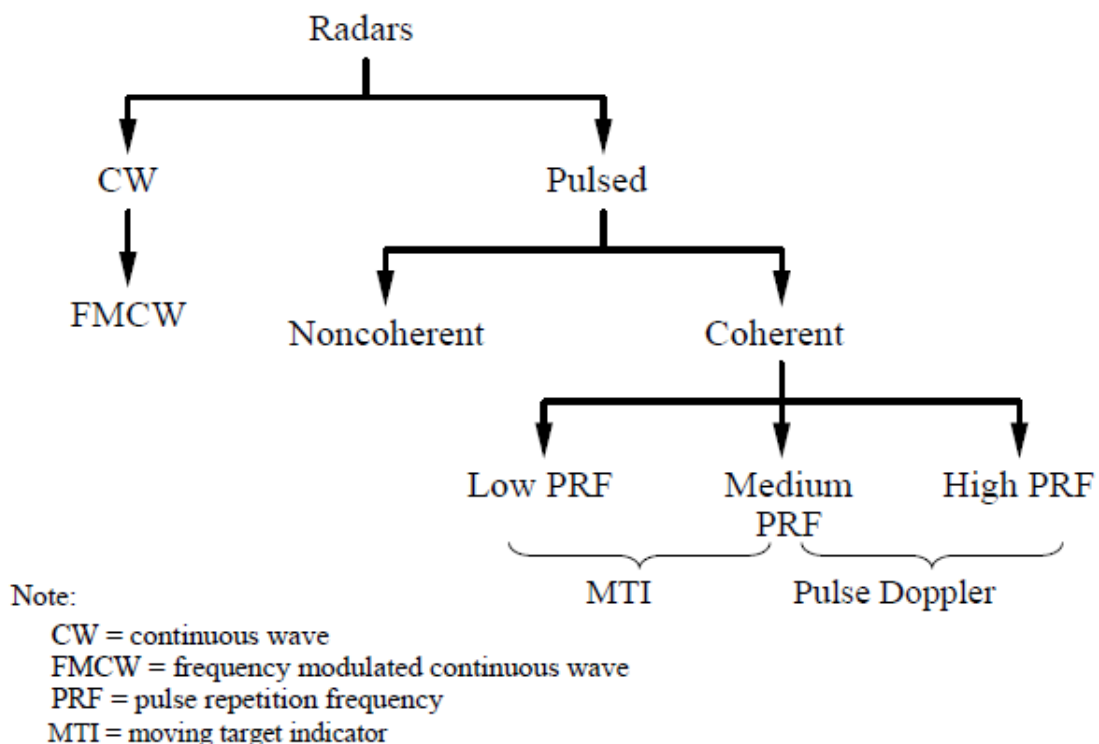 Radars
CW Pulsed
FMCW Noncoherent Coherent
Low PRF Medium High PRF
PRF
MTI Pulse Doppler
Note:
CW = continuous wave
FMCW = frequency modulated continuous wave
PRF = pulse repetition frequency
MTI = moving target indicator